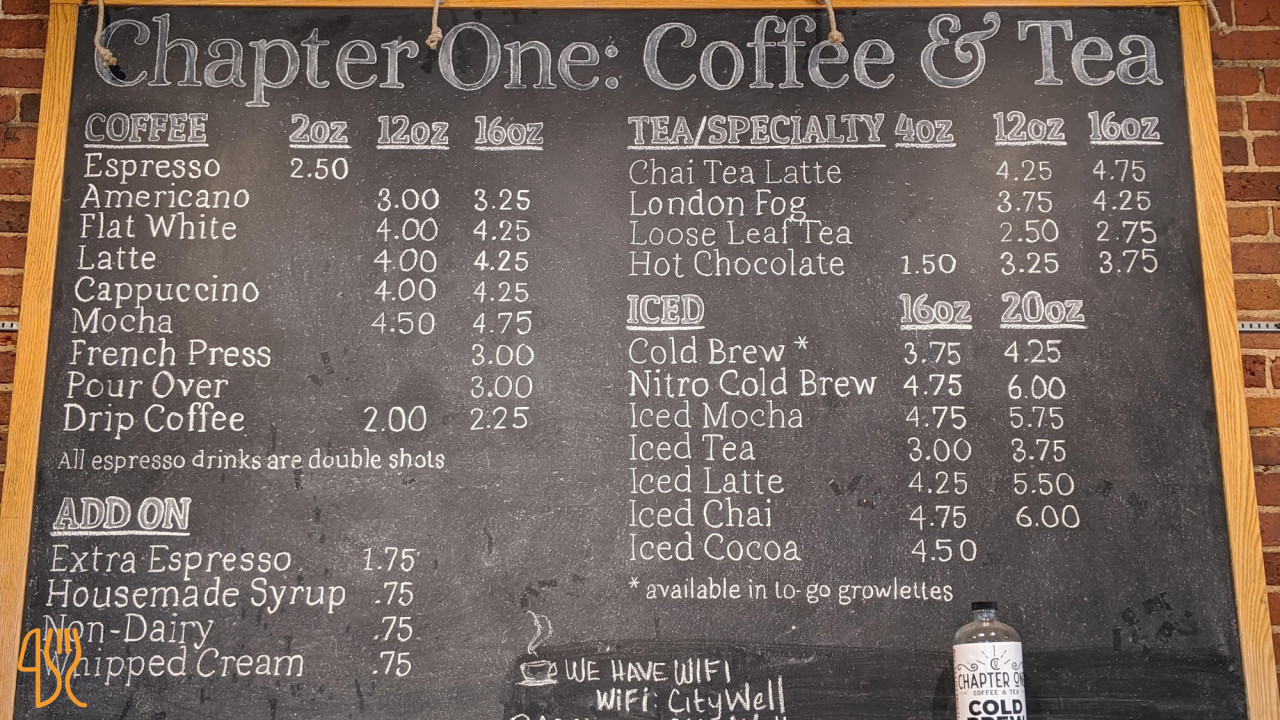 Chapter One: Coffee & Tea
COFFEE 2oz 12oz 16oz
Espresso 2.50
Americano 3.00 3.25
Flat White 4.00 4.25
Latte 4.00 4.25
Cappuccino 4.00 4.25
Mocha 4.50 4.75
French Press 3.00
Pour Over 3.00
Drip Coffee 2.00 2.25
All espresso drinks are double shots
ADD ON
Extra Espresso 1.75
Housemade Syrup .75
Non-Dairy .75
Whipped Cream .75
TEA/SPECIALTY 4oz 12oz 16oz
Chai Tea Latte 4.25 4.75
London Fog 3.75 4.25
Loose Leaf Tea 2.50 2.75
Hot Chocolate 1.50 3.25 3.75
ICED 16oz 20oz
Cold Brew * 3.75 4.25
Nitro Cold Brew 4.75 6.00
Iced Mocha 4.75 5.75
Iced Tea 3.00 3.75
Iced Latte 4.25 5.50
Iced Chai 4.75 6.00
Iced Cocoa 4.50
* available in to-go growlettes
WE HAVE WIFI
WiFi: CityWell
CHAPTER ONE
COFFEE & TEA
COLD
BREW